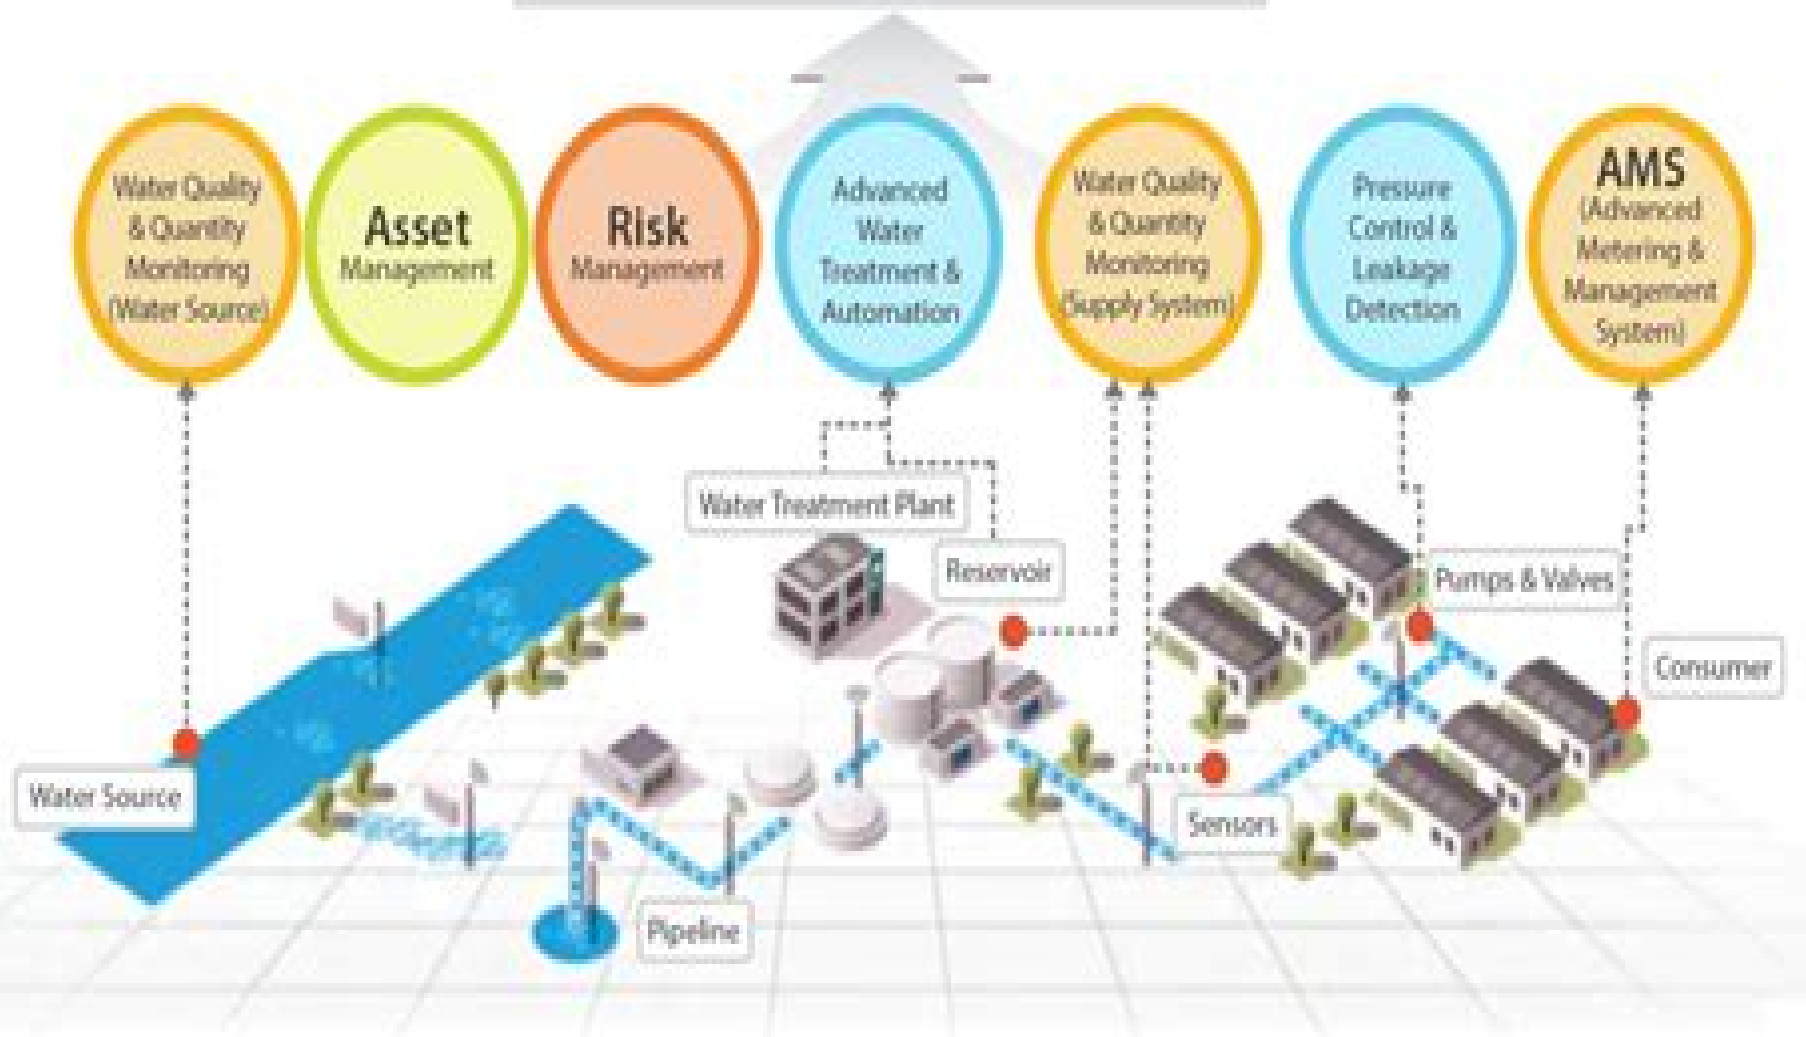 Water Quality
& Quantity
Monitoring
(Water Source)
Asset
Management
Risk
Management
Advanced
Water
Treatment &
Automation
Water Quality
& Quantity
Monitoring
(Supply System)
Pressure
Control &
Leakage
Detection
AMS
(Advanced
Metering &
Management
System)
Water Treatment Plant
Reservoir
Pumps & Valves
Consumer
Water Source
Sensors
Pipeline